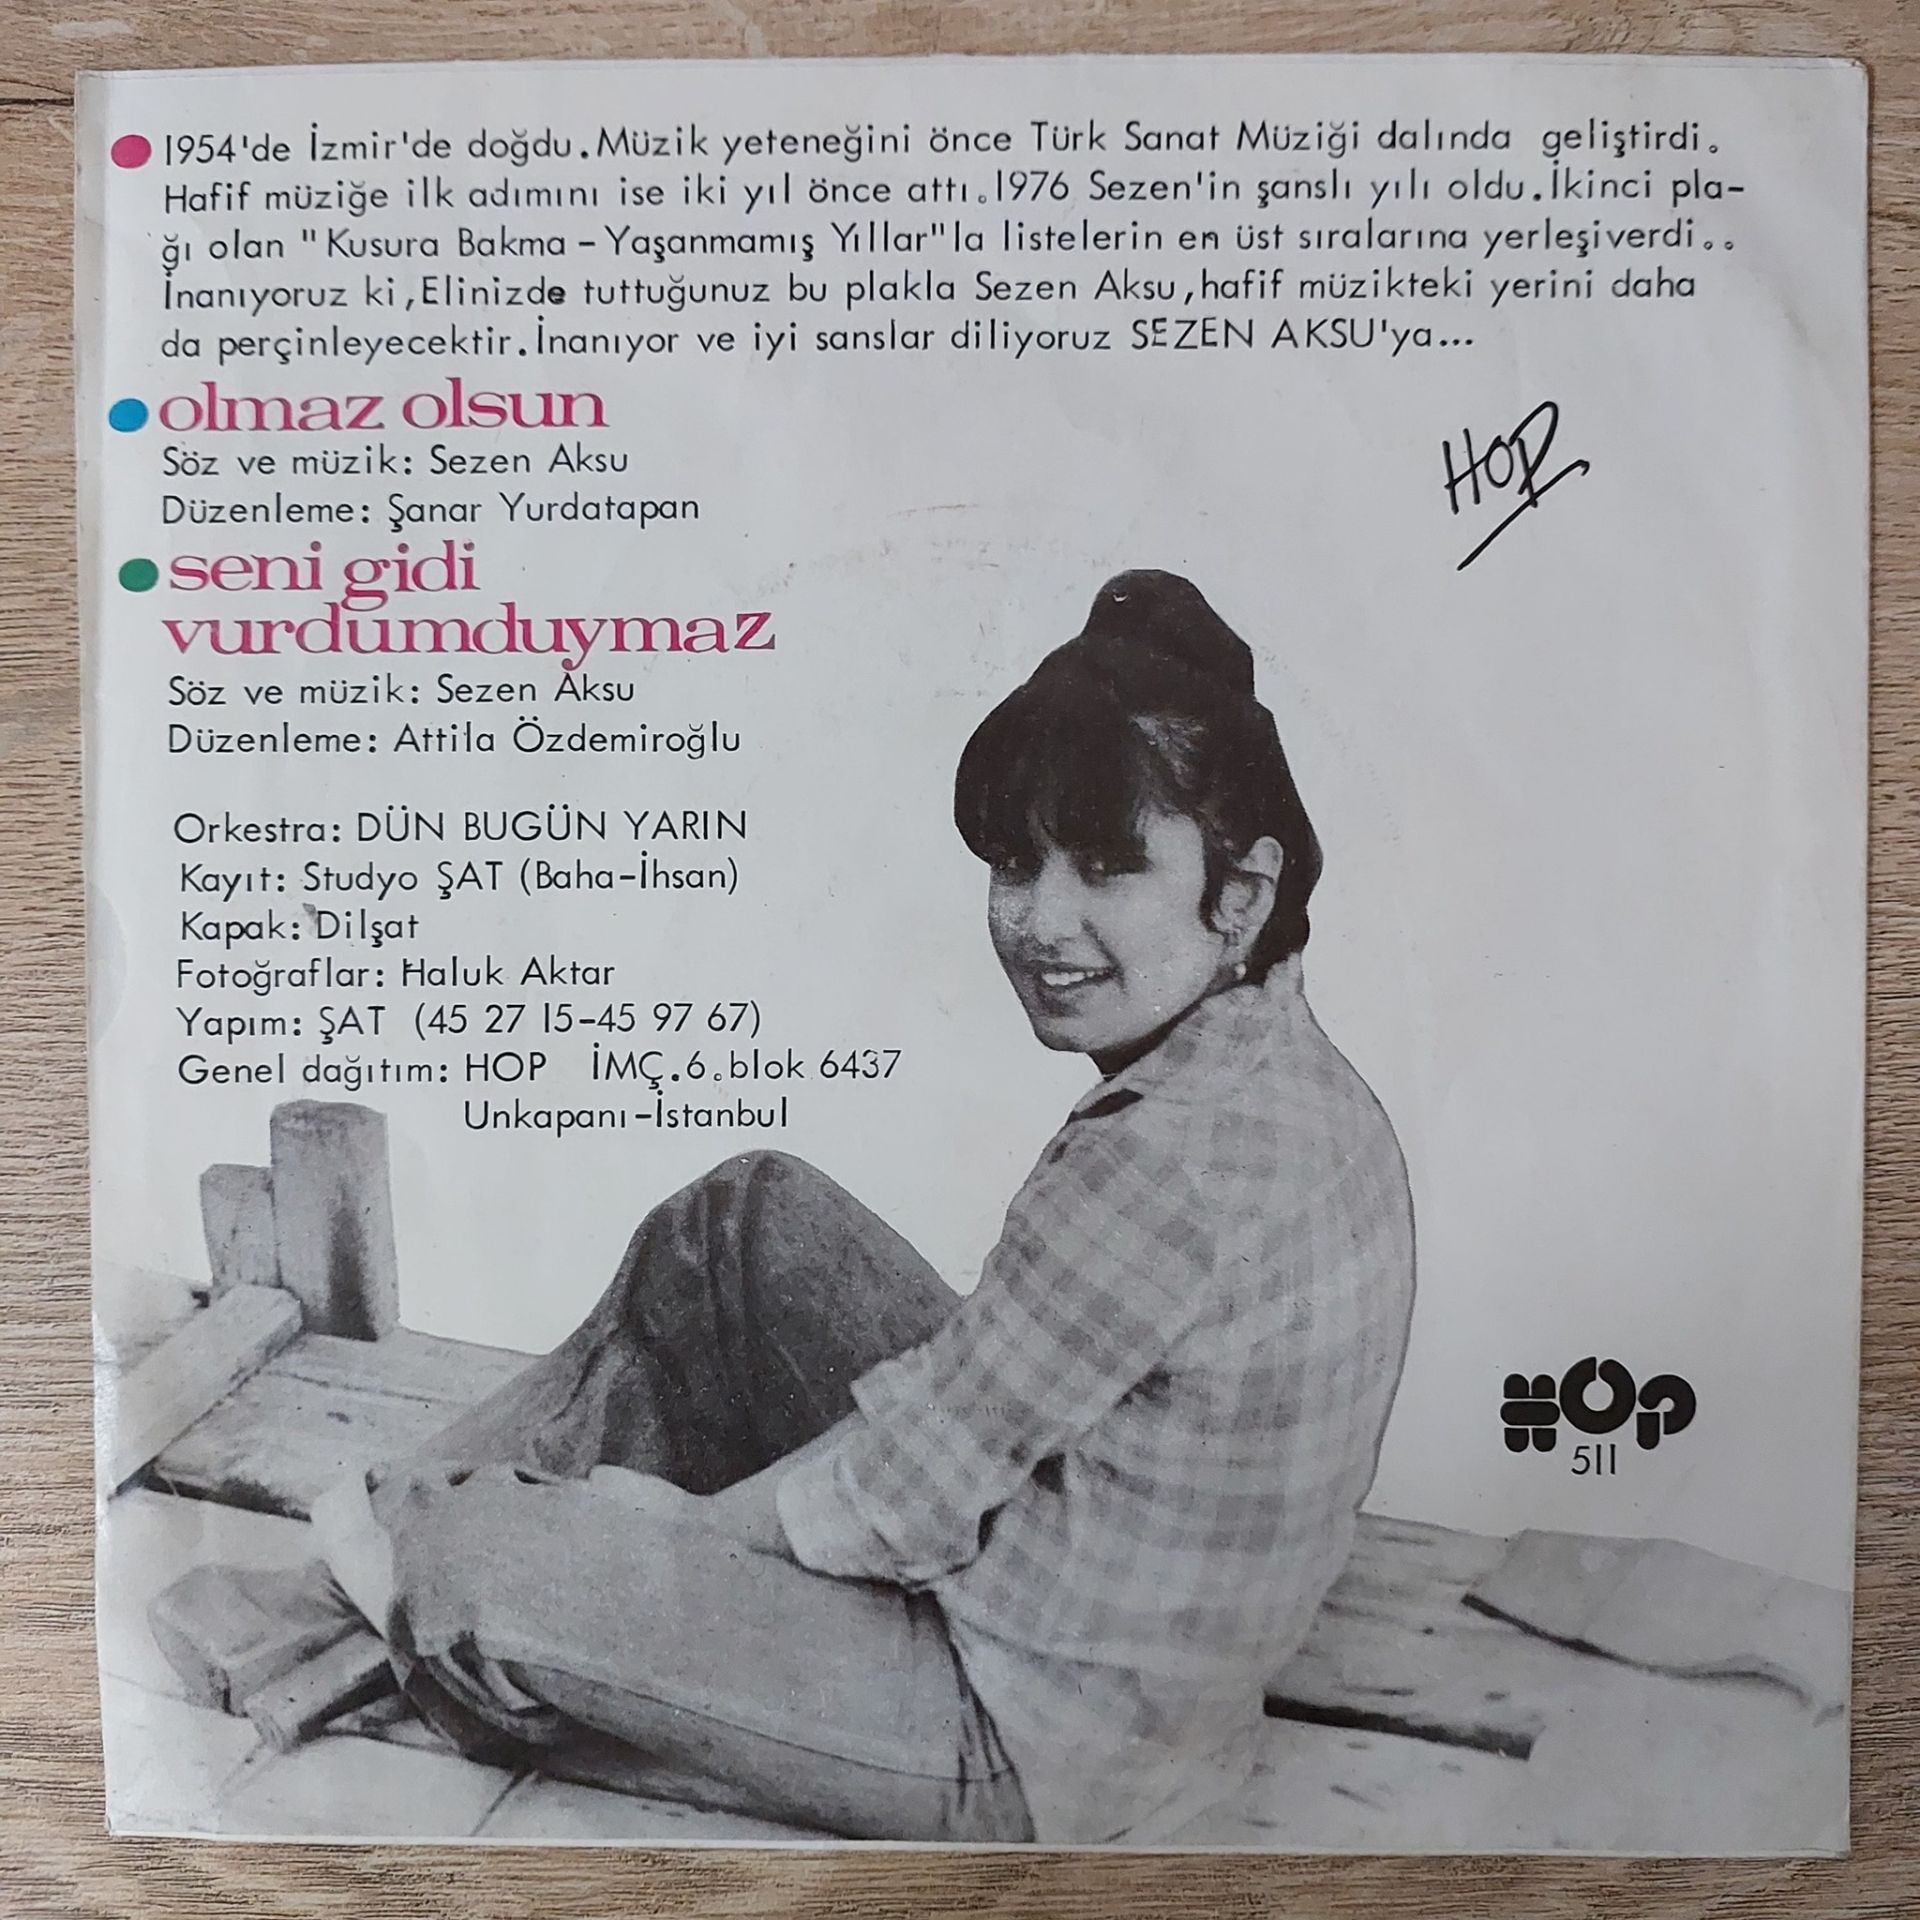 1954'de İzmir'de doğdu.Müzik yeteneğini önce Türk Sanat Müziği dalında geliştirdi.
Hafif müziğe ilk adımını ise iki yıl önce attı.1976 Sezen'in şanslı yılı oldu.İkinci pla-
ğı olan "Kusura Bakma-Yaşanmamış Yıllar"la listelerin en üst sıralarına yerleşiverdi..
İnanıyoruz ki,Elinizde tuttuğunuz bu plakla Sezen Aksu,hafif müzikteki yerini daha
da perçinleyecektir.İnanıyor ve iyi sanslar diliyoruz SEZEN AKSU'ya...
olmaz olsun
Söz ve müzik: Sezen Aksu
Düzenleme: Şanar Yurdatapan
HOP
seni gidi
vurdumduymaz
Söz ve müzik: Sezen Aksu
Düzenleme: Attila Özdemiroğlu
Orkestra: DÜN BUGÜN YARIN
Kayıt: Studyo ŞAT (Baha-İhsan)
Kapak: Dilşat
Fotoğraflar: Haluk Aktar
Yapım: ŞAT (45 27 15-45 97 67)
Genel dağıtım: HOP İMÇ.6.blok 6437
Unkapanı-İstanbul
HOP
511